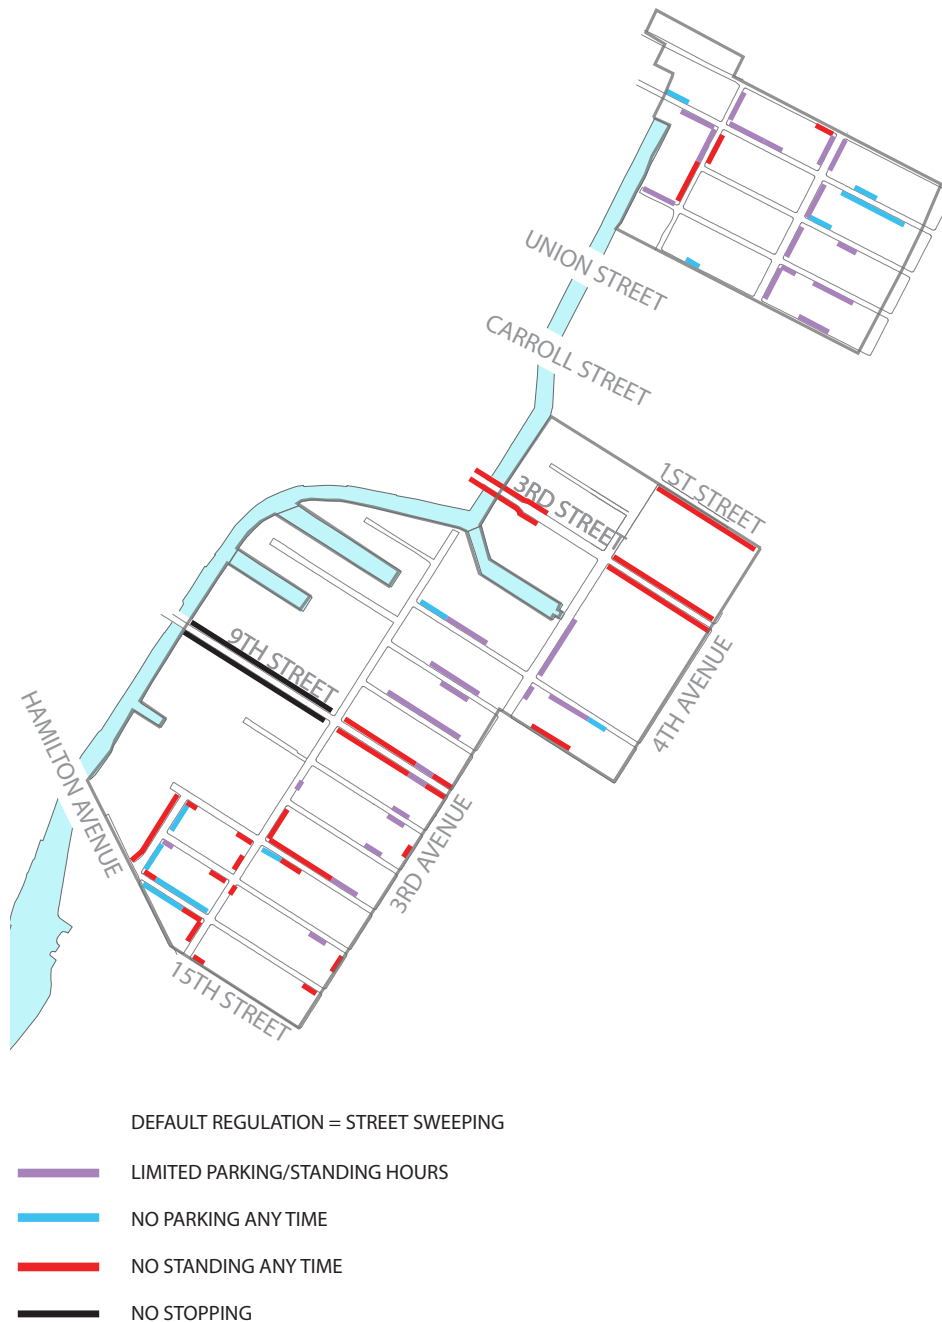 UNION STREET
CARROLL STREET
1ST STREET
3RD STREET
9TH STREET
4TH AVENUE
HAMILTON AVENUE
3RD AVENUE
15TH STREET
DEFAULT REGULATION = STREET SWEEPING
LIMITED PARKING/STANDING HOURS
NO PARKING ANY TIME
NO STANDING ANY TIME
NO STOPPING